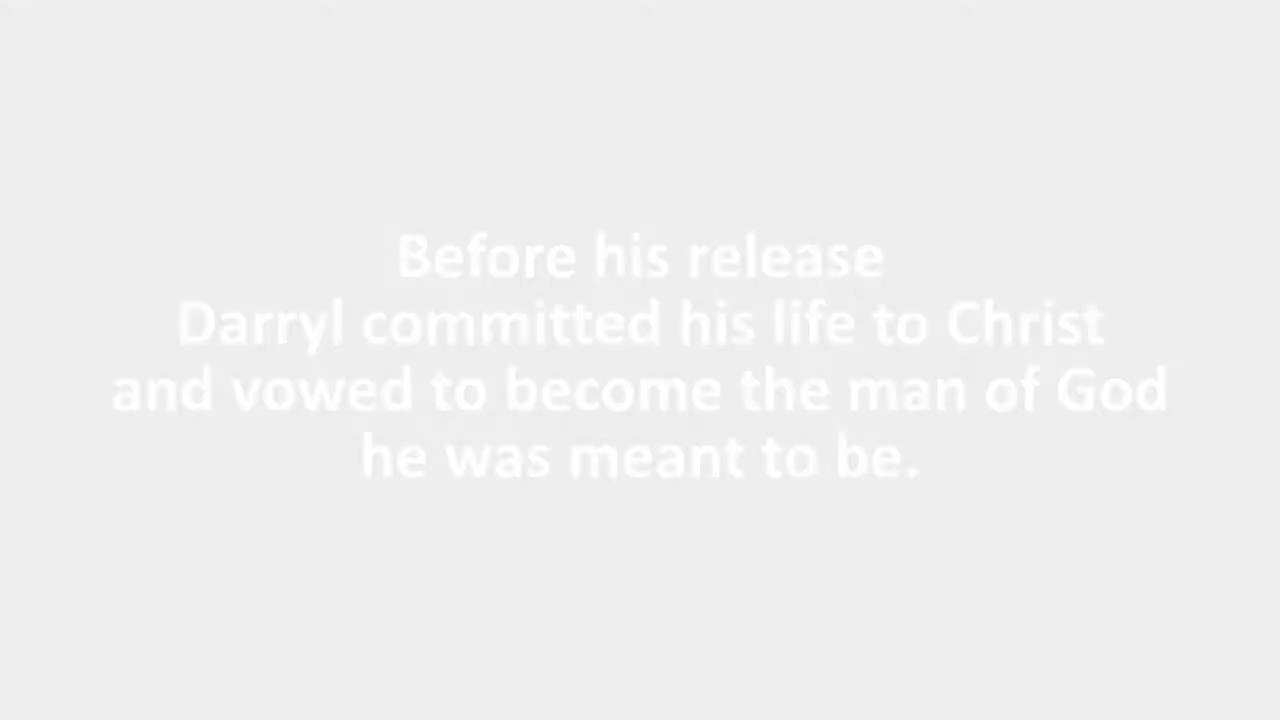 Before his release
Darryl committed his life to Christ
and vowed to become the man of God
he was meant to be.